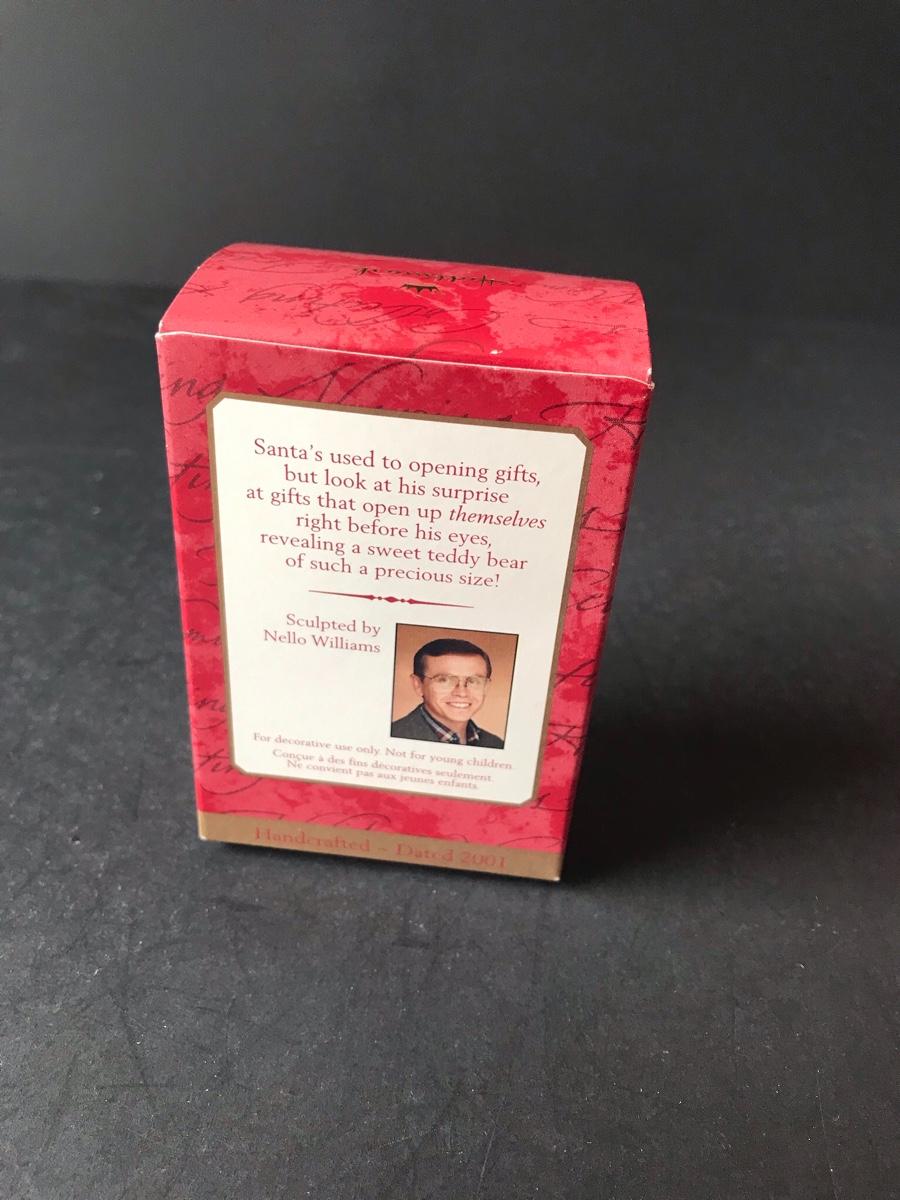 Hallmark
Santa's used to opening gifts,
but look at his surprise
at gifts that open up themselves
right before his eyes,
revealing a sweet teddy bear
of such a precious size!
Sculpted by
Nello Williams
For decorative use only. Not for young children.
Conçue à des fins décoratives seulement.
Ne convient pas aux jeunes enfants.
Handcrafted ~ Dated 2001